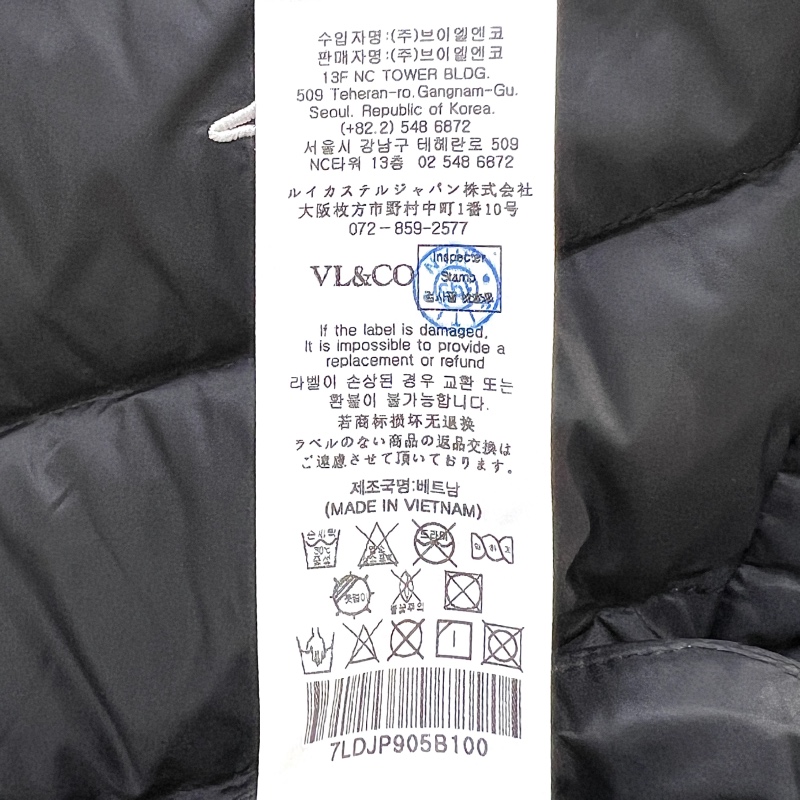 수입자명:(주)브이엘엔코
판매자명:(주)브이엘엔코
13F NC TOWER BLDG.
509 Teheran-ro.Gangnam-Gu.
Seoul. Republic of Korea.
(+82.2) 548 6872
서울시 강남구 테헤란로 509
NC타워 13층 02 548 6872
ルイカステルジャパン株式会社
大阪枚方市野村中町1番10号
072-859-2577
VL&CO
Inspecter
Stamp
If the label is damaged,
It is impossible to provide a
replacement or refund
라벨이 손상된 경우 교환 또는
환불이 불가능합니다.
若商标损坏无退换
ラベルのない商品の返品交換は
ご遠慮させて頂いております。
제조국명:베트남
(MADE IN VIETNAM)
드라이
7LDJP905B100